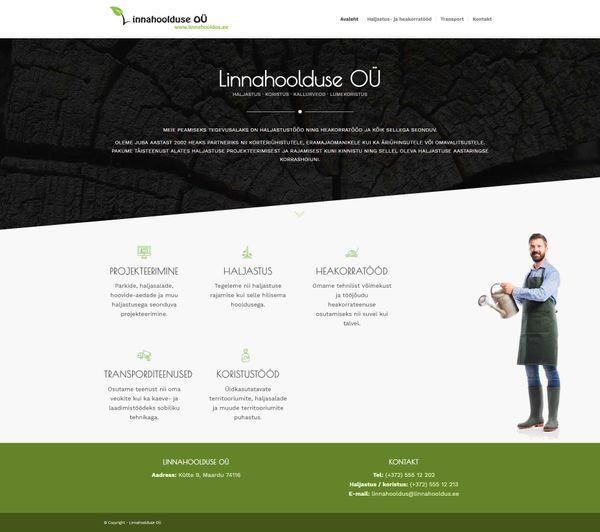 Linnahoolduse OÜ
www.linnahooldus.ee
Avaleht Haljastus- ja heakorratööd Transport Kontakt
Linnahoolduse OÜ
HALJASTUS · KORISTUS · KALLURVEOD · LUMEKORISTUS
MEIE PEAMISEKS TEGEVUSALAKS ON HALJASTUSTÖÖD NING HEAKORRATÖÖD JA KÕIK SELLEGA SEONDUV.
OLEME JUBA AASTAST 2002 HEAKS PARTNERIKS NII KORTERIÜHISTUTELE, ERAMAJAOMANIKELE KUI KA ÄRIÜHINGUTELE VÕI OMAVALITSUSTELE.
PAKUME TÄISTEENUST ALATES HALJASTUSE PROJEKTEERIMISEST JA RAJAMISEST KUNI KINNISTU NING SELLEL OLEVA HALJASTUSE AASTARINGSE
KORRASHOIUNI.
PROJEKTEERIMINE
Parkide, haljasalade,
hoovide-aedade ja muu
haljastusega seonduva
projekteerimine.
HALJASTUS
Tegeleme nii haljastuse
rajamise kui selle hilisema
hooldusega.
HEAKORRATÖÖD
Omame tehnilist võimekust
ja tööjõudu
heakorrateenuse
osutamiseks nii suvel kui
talvel.
TRANSPORDITEENUSED
Osutame teenust nii oma
veokite kui ka kaeve- ja
laadimistöödeks sobiliku
tehnikaga.
KORISTUSTÖÖD
Üldkasutatavate
territooriumite, haljasalade
ja muude territooriumite
puhastus.
LINNAHOOLDUSE OÜ
Aadress: Kütte 9, Maardu 74116
KONTAKT
Tel: (+372) 555 12 202
Haljastus / koristus: (+372) 555 12 213
E-mail: linnahooldus@linnahooldus.ee
© Copyright - Linnahoolduse OÜ